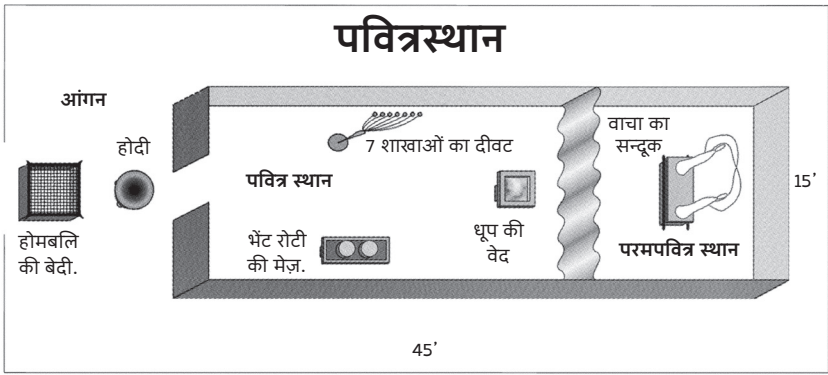 पवित्रस्थान
आंगन
होदी
होमबलि
की बेदी.
7 शाखाओं का दीवट
पवित्र स्थान
भेंट रोटी
की मेज़.
धूप की
वेद
वाचा का
सन्दूक
परमपवित्र स्थान
15’
45’